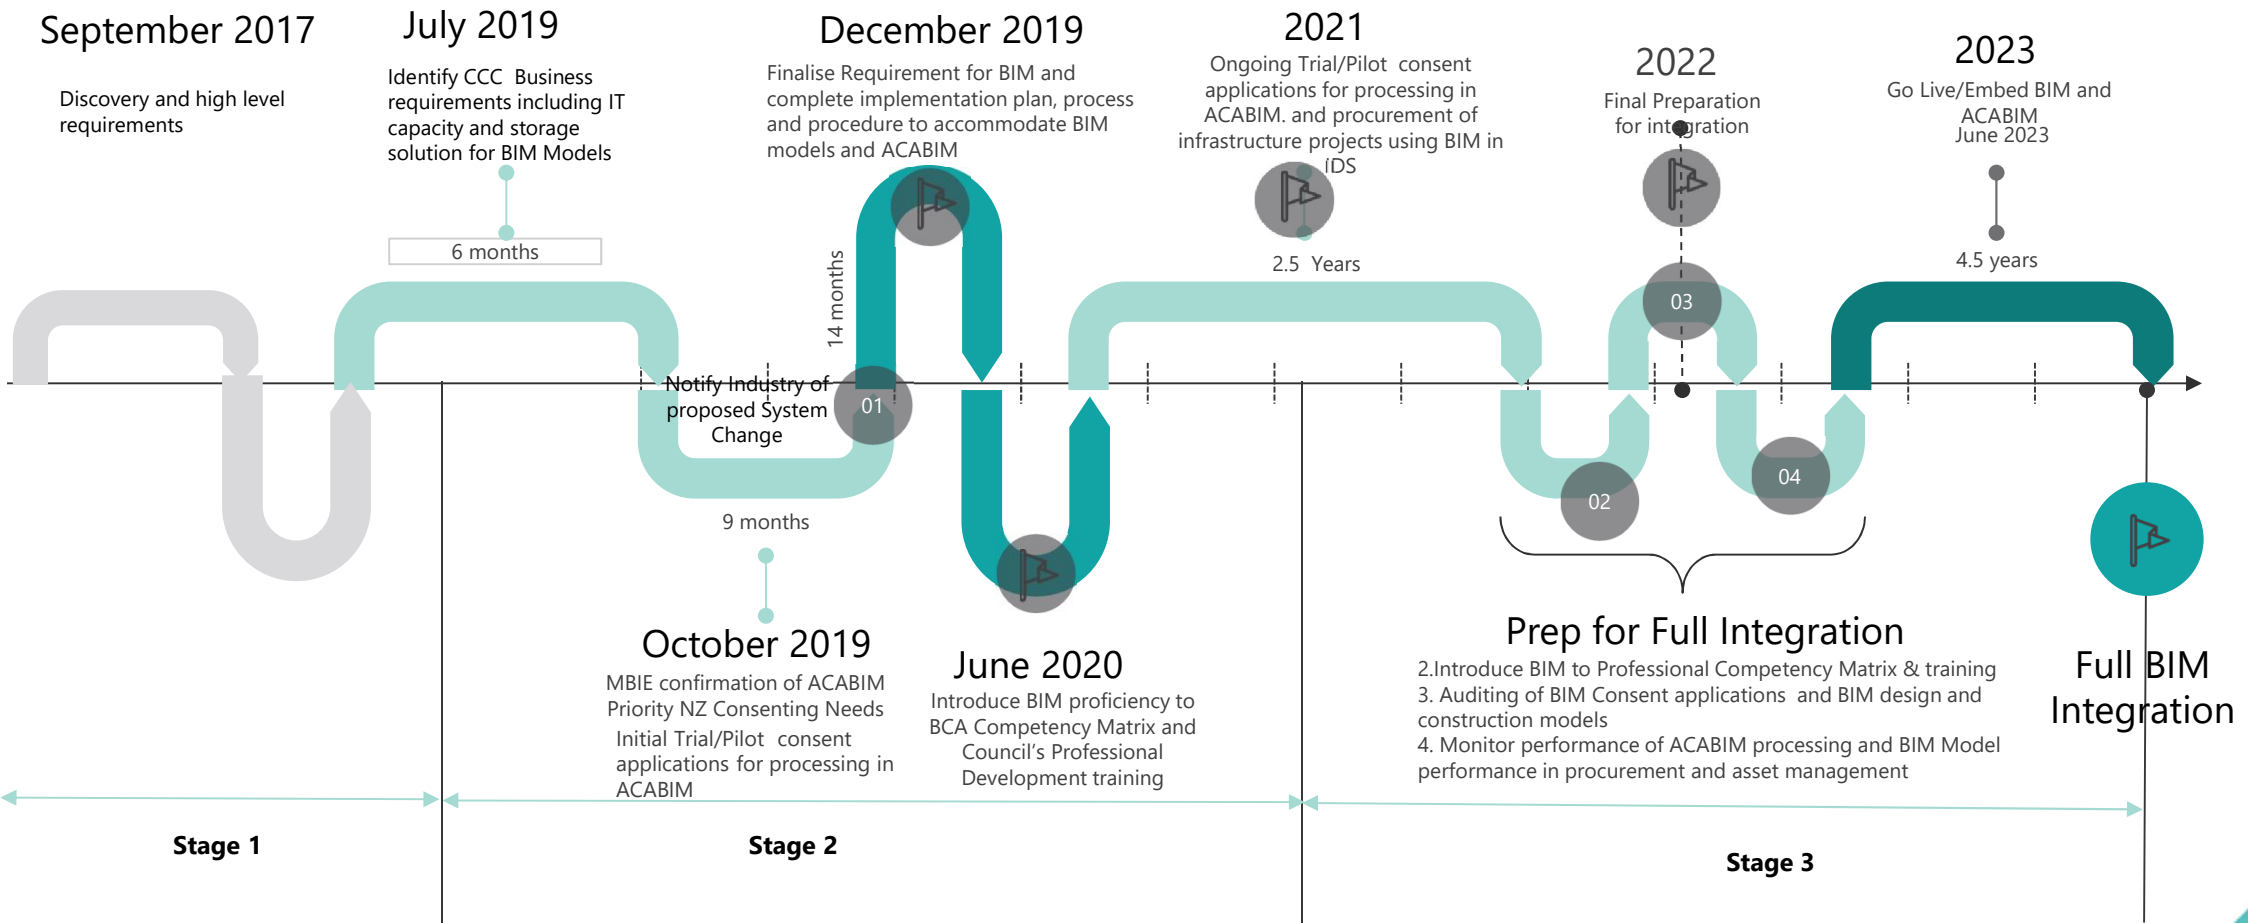 September 2017
Discovery and high level
requirements
July 2019
Identify CCC  Business
requirements including IT
capacity and storage
solution for BIM Models
6 months
December 2019
Finalise Requirement for BIM and
complete implementation plan, process
and procedure to accommodate BIM
models and ACABIM
14 months
2021
Ongoing Trial/Pilot  consent
applications for processing in
ACABIM. and procurement of
infrastructure projects using BIM in
IDS
2.5  Years
2022
Final Preparation
for integration
03
2023
Go Live/Embed BIM and
ACABIM
June 2023
4.5 years
Notify Industry of
proposed System
Change
01
02
04
9 months
October 2019
MBIE confirmation of ACABIM
Priority NZ Consenting Needs
Initial Trial/Pilot  consent
applications for processing in
ACABIM
June 2020
Introduce BIM proficiency to
BCA Competency Matrix and
Council's Professional
Development training
Prep for Full Integration
2.Introduce BIM to Professional Competency Matrix & training
3. Auditing of BIM Consent applications  and BIM design and
construction models
4. Monitor performance of ACABIM processing and BIM Model
performance in procurement and asset management
Full BIM
Integration
Stage 1
Stage 2
Stage 3